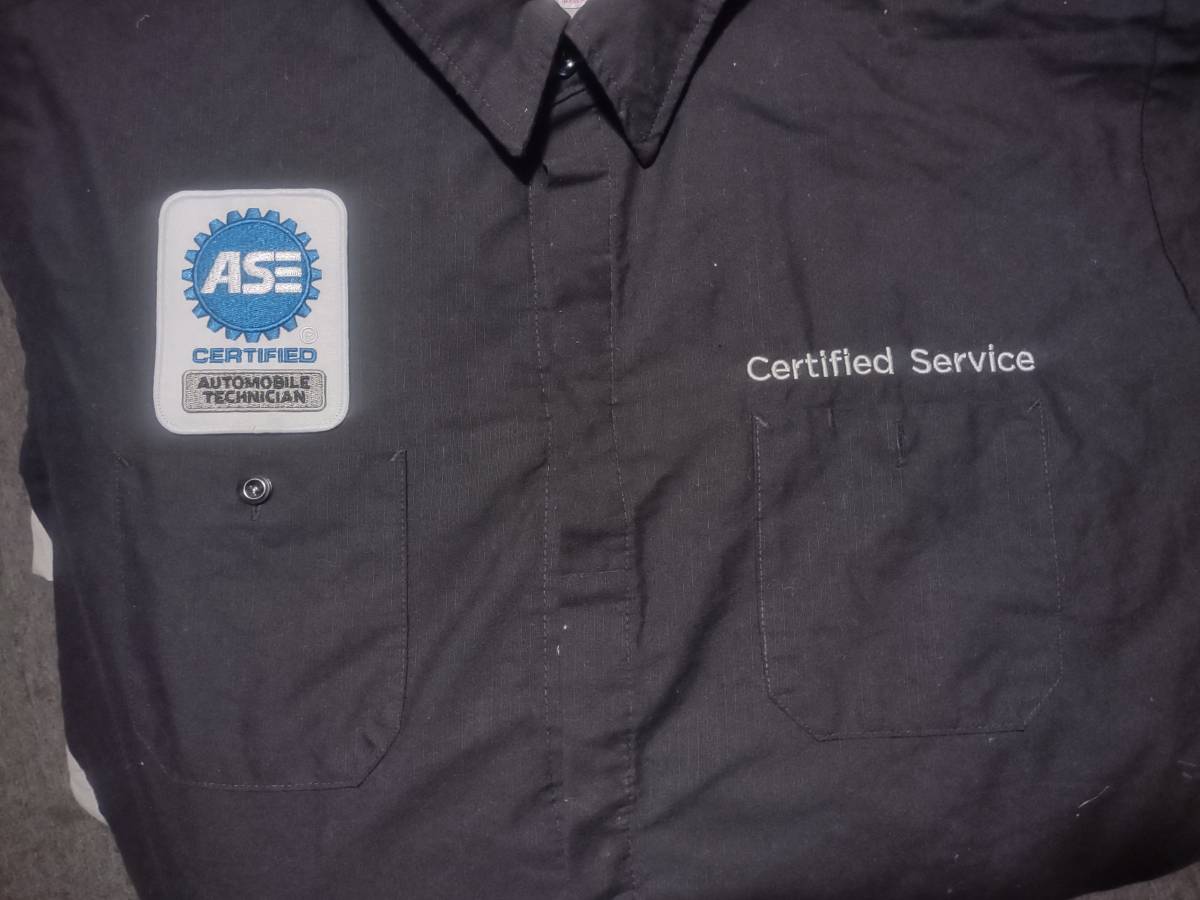 ASE
®
CERTIFIED
AUTOMOBILE
TECHNICIAN
Certified Service